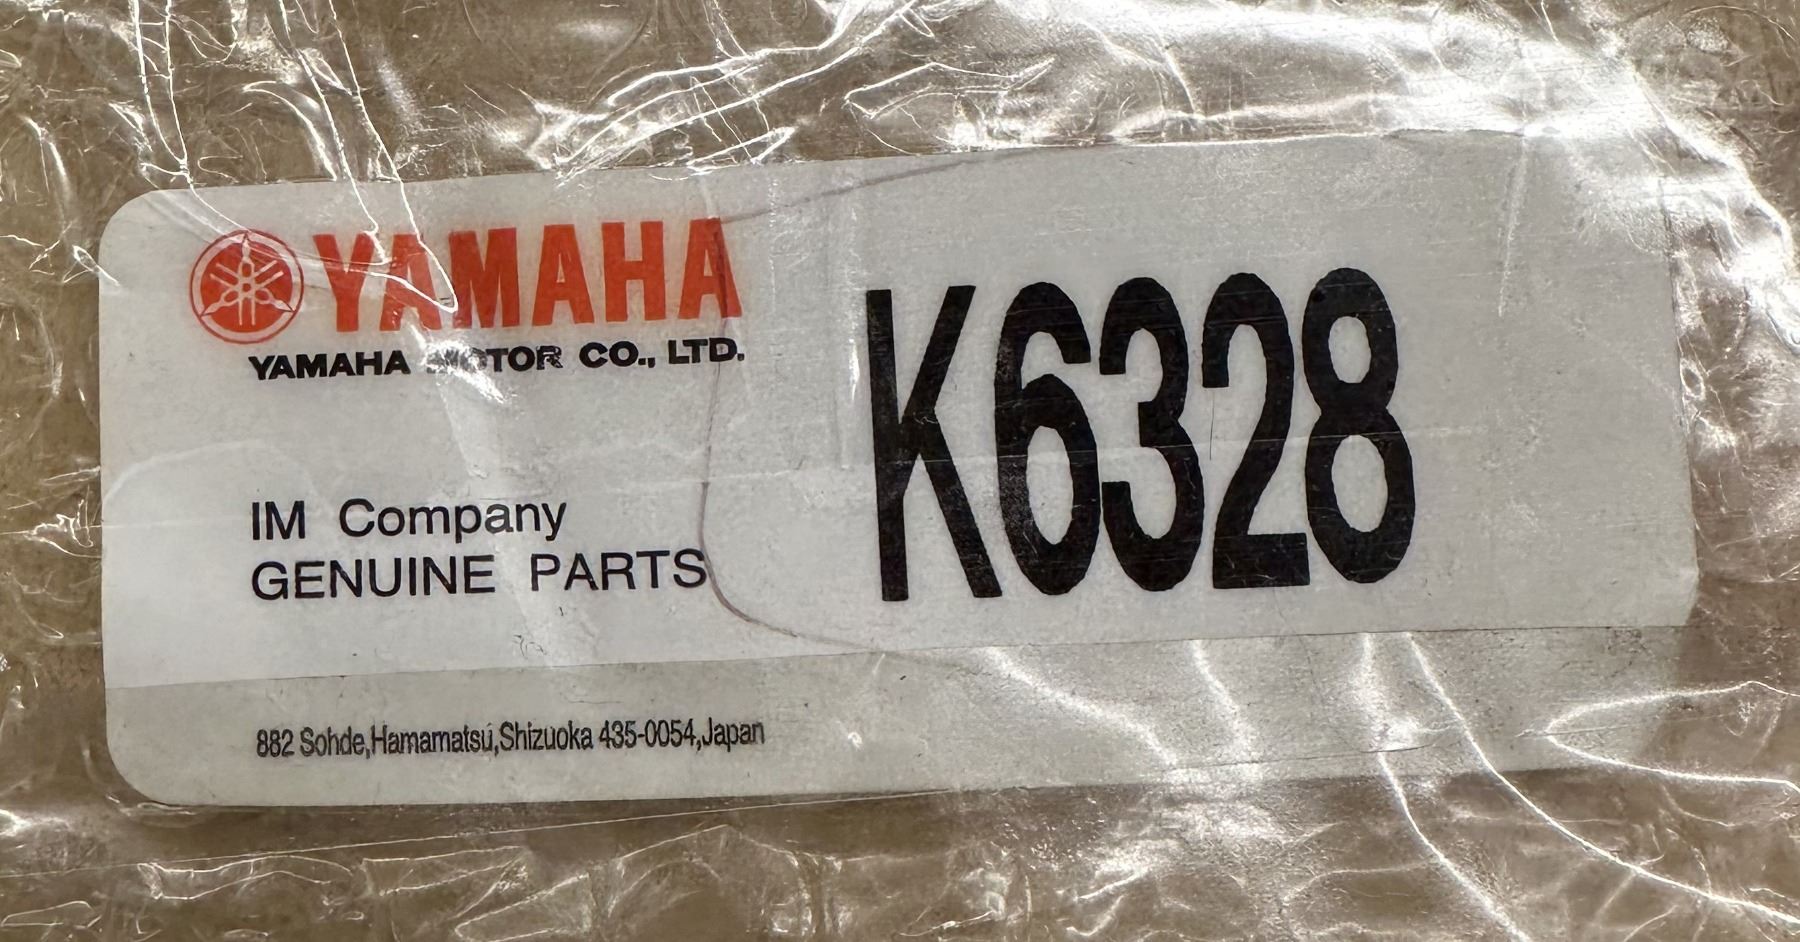 YAMAHA
YAMAHA MOTOR CO., LTD.
K6328
IM Company
GENUINE PARTS
882 Sohde,Hamamatsu,Shizuoka 435-0054,Japan